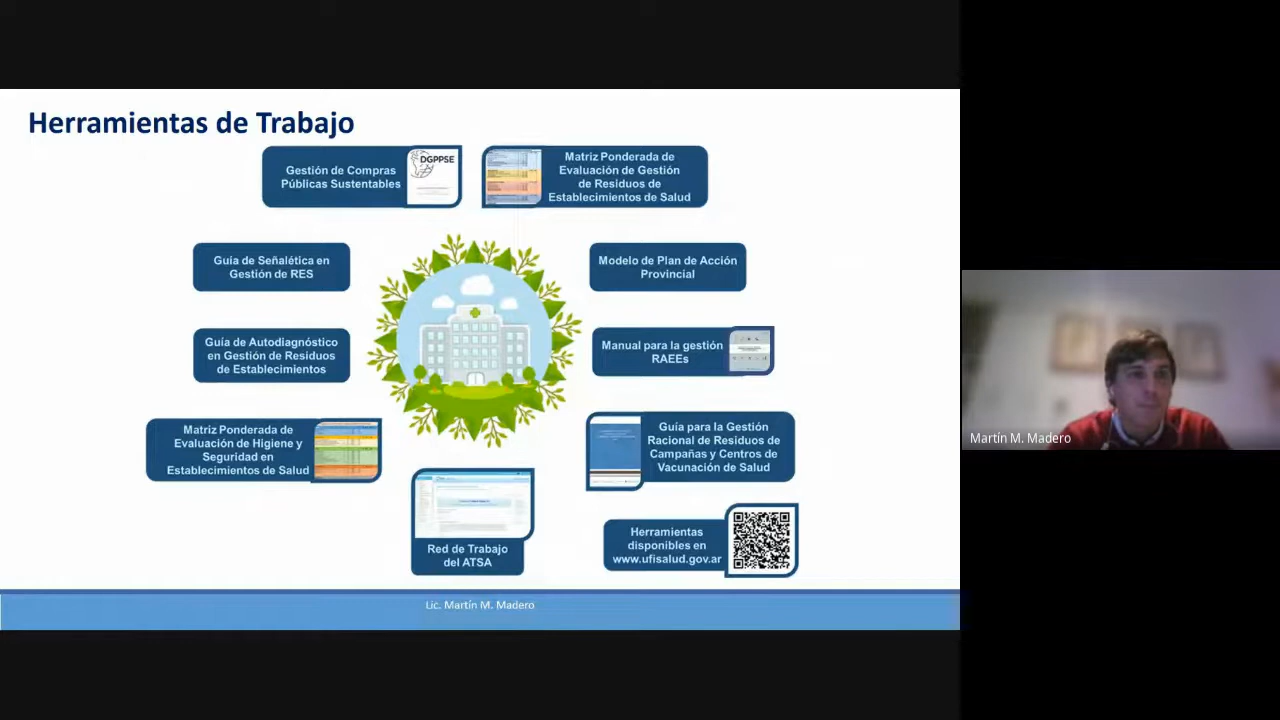 Herramientas de Trabajo
Gestión de Compras
Públicas Sustentables
DGPPSE
Matriz Ponderada de
Evaluación de Gestión
de Residuos de
Establecimientos de Salud
Guía de Señalética en
Gestión de RES
Modelo de Plan de Acción
Provincial
Guía de Autodiagnóstico
en Gestión de Residuos
de Establecimientos
Manual para la gestión
RAEEs
Matriz Ponderada de
Evaluación de Higiene y
Seguridad en
Establecimientos de Salud
Guía para la Gestión
Racional de Residuos de
Campañas y Centros de
Vacunación de Salud
Red de Trabajo
del ATSA
Herramientas
disponibles en
www.ufisalud.gov.ar
Lic. Martín M. Madero
Martín M. Madero